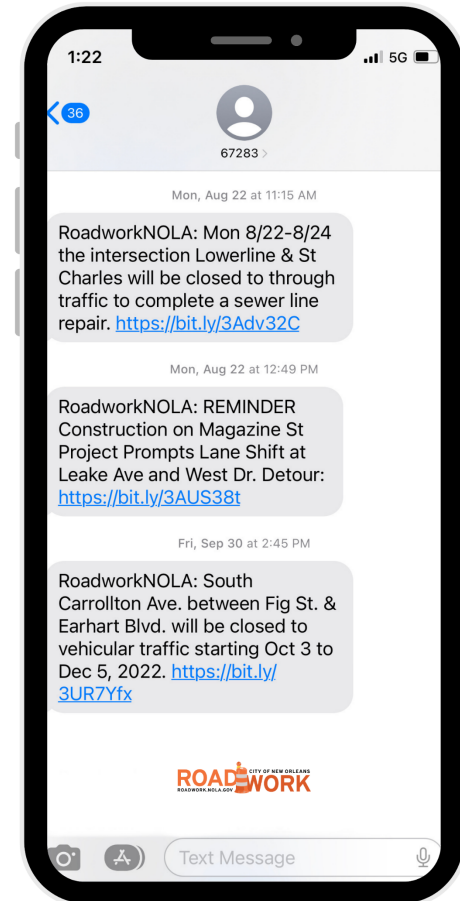 1:22
5G
36
67283 >
Mon, Aug 22 at 11:15 AM
RoadworkNOLA: Mon 8/22-8/24
the intersection Lowerline & St
Charles will be closed to through
traffic to complete a sewer line
repair. https://bit.ly/3Adv32C
Mon, Aug 22 at 12:49 PM
RoadworkNOLA: REMINDER
Construction on Magazine St
Project Prompts Lane Shift at
Leake Ave and West Dr. Detour:
https://bit.ly/3AUS38t
Fri, Sep 30 at 2:45 PM
RoadworkNOLA: South
Carrollton Ave. between Fig St. &
Earhart Blvd. will be closed to
vehicular traffic starting Oct 3 to
Dec 5, 2022. https://bit.ly/
3UR7Yfx
CITY OF NEW ORLEANS
ROAD WORK
ROADWORK.NOLA.GOV
Text Message